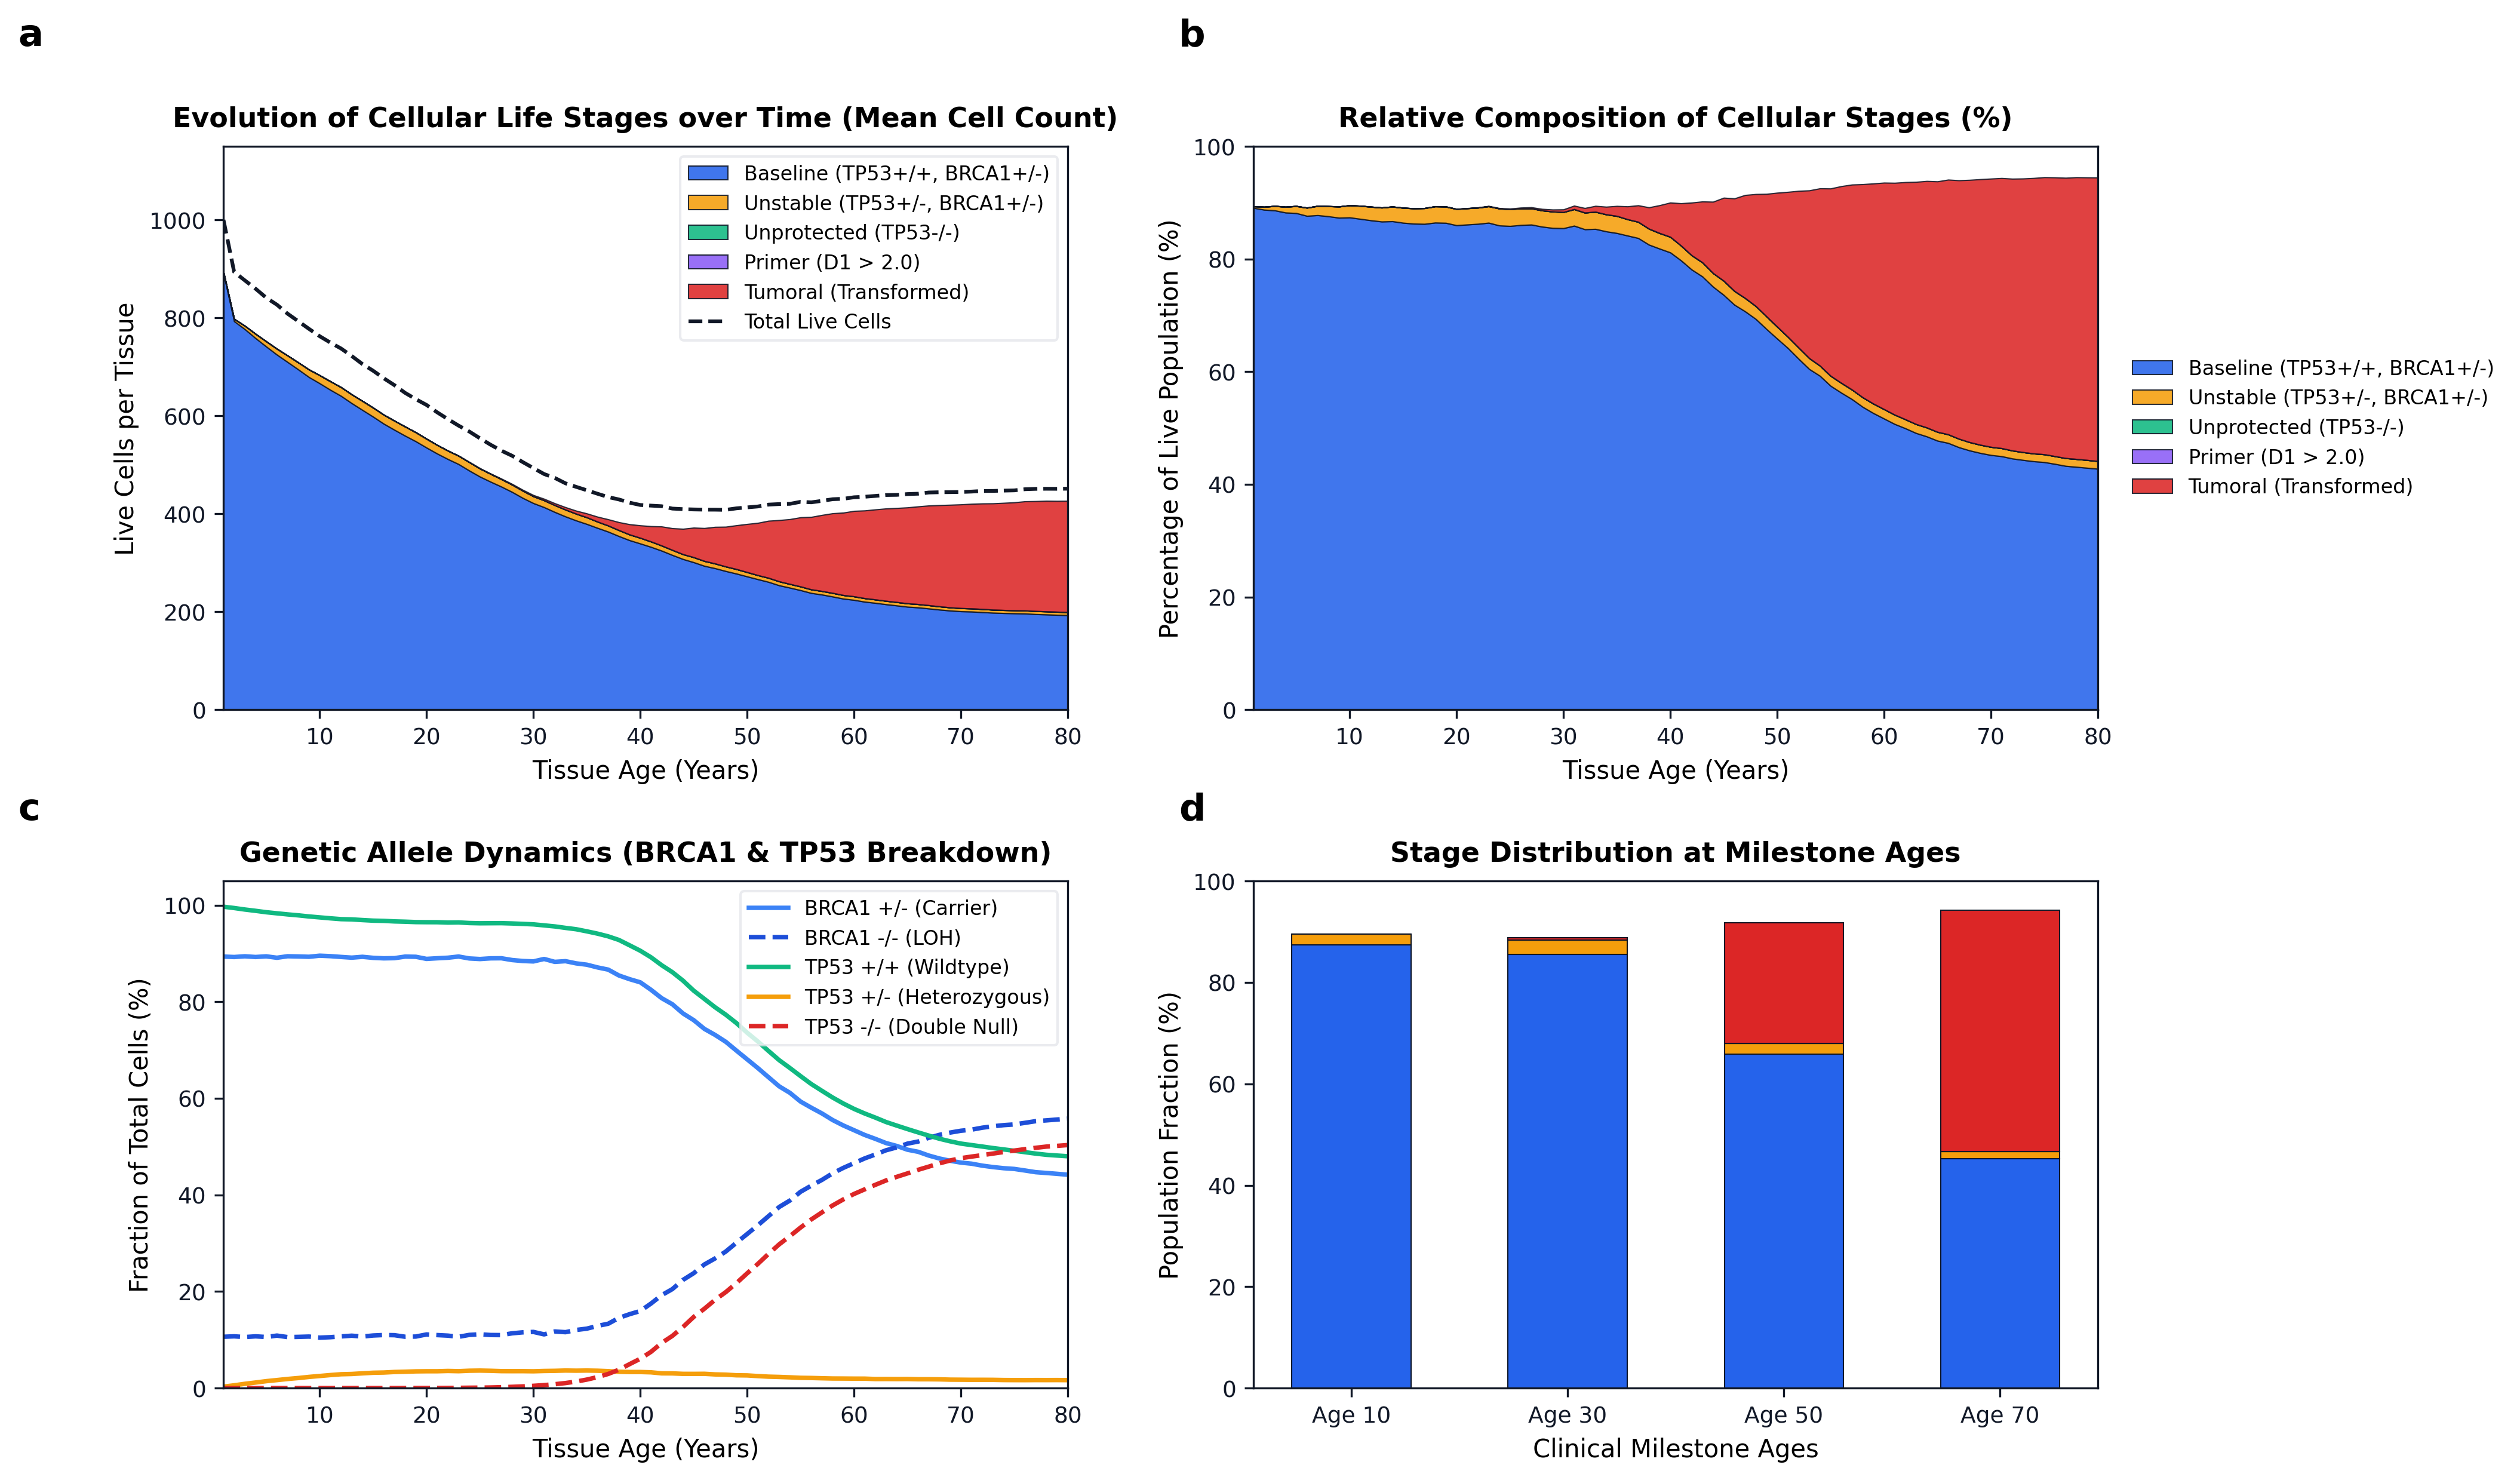 a
Evolution of Cellular Life Stages over Time (Mean Cell Count)
Live Cells per Tissue
1000
800
600
400
200
0
10 20 30 40 50 60 70 80
Tissue Age (Years)
Baseline (TP53+/+, BRCA1+/-)
Unstable (TP53+/-, BRCA1+/-)
Unprotected (TP53-/-)
Primer (D1 > 2.0)
Tumoral (Transformed)
Total Live Cells
b
Relative Composition of Cellular Stages (%)
Percentage of Live Population (%)
100
80
60
40
20
0
10 20 30 40 50 60 70 80
Tissue Age (Years)
Baseline (TP53+/+, BRCA1+/-)
Unstable (TP53+/-, BRCA1+/-)
Unprotected (TP53-/-)
Primer (D1 > 2.0)
Tumoral (Transformed)
c
Genetic Allele Dynamics (BRCA1 & TP53 Breakdown)
Fraction of Total Cells (%)
100
80
60
40
20
0
10 20 30 40 50 60 70 80
Tissue Age (Years)
BRCA1 +/- (Carrier)
BRCA1 -/- (LOH)
TP53 +/+ (Wildtype)
TP53 +/- (Heterozygous)
TP53 -/- (Double Null)
d
Stage Distribution at Milestone Ages
Population Fraction (%)
100
80
60
40
20
0
Age 10 Age 30 Age 50 Age 70
Clinical Milestone Ages